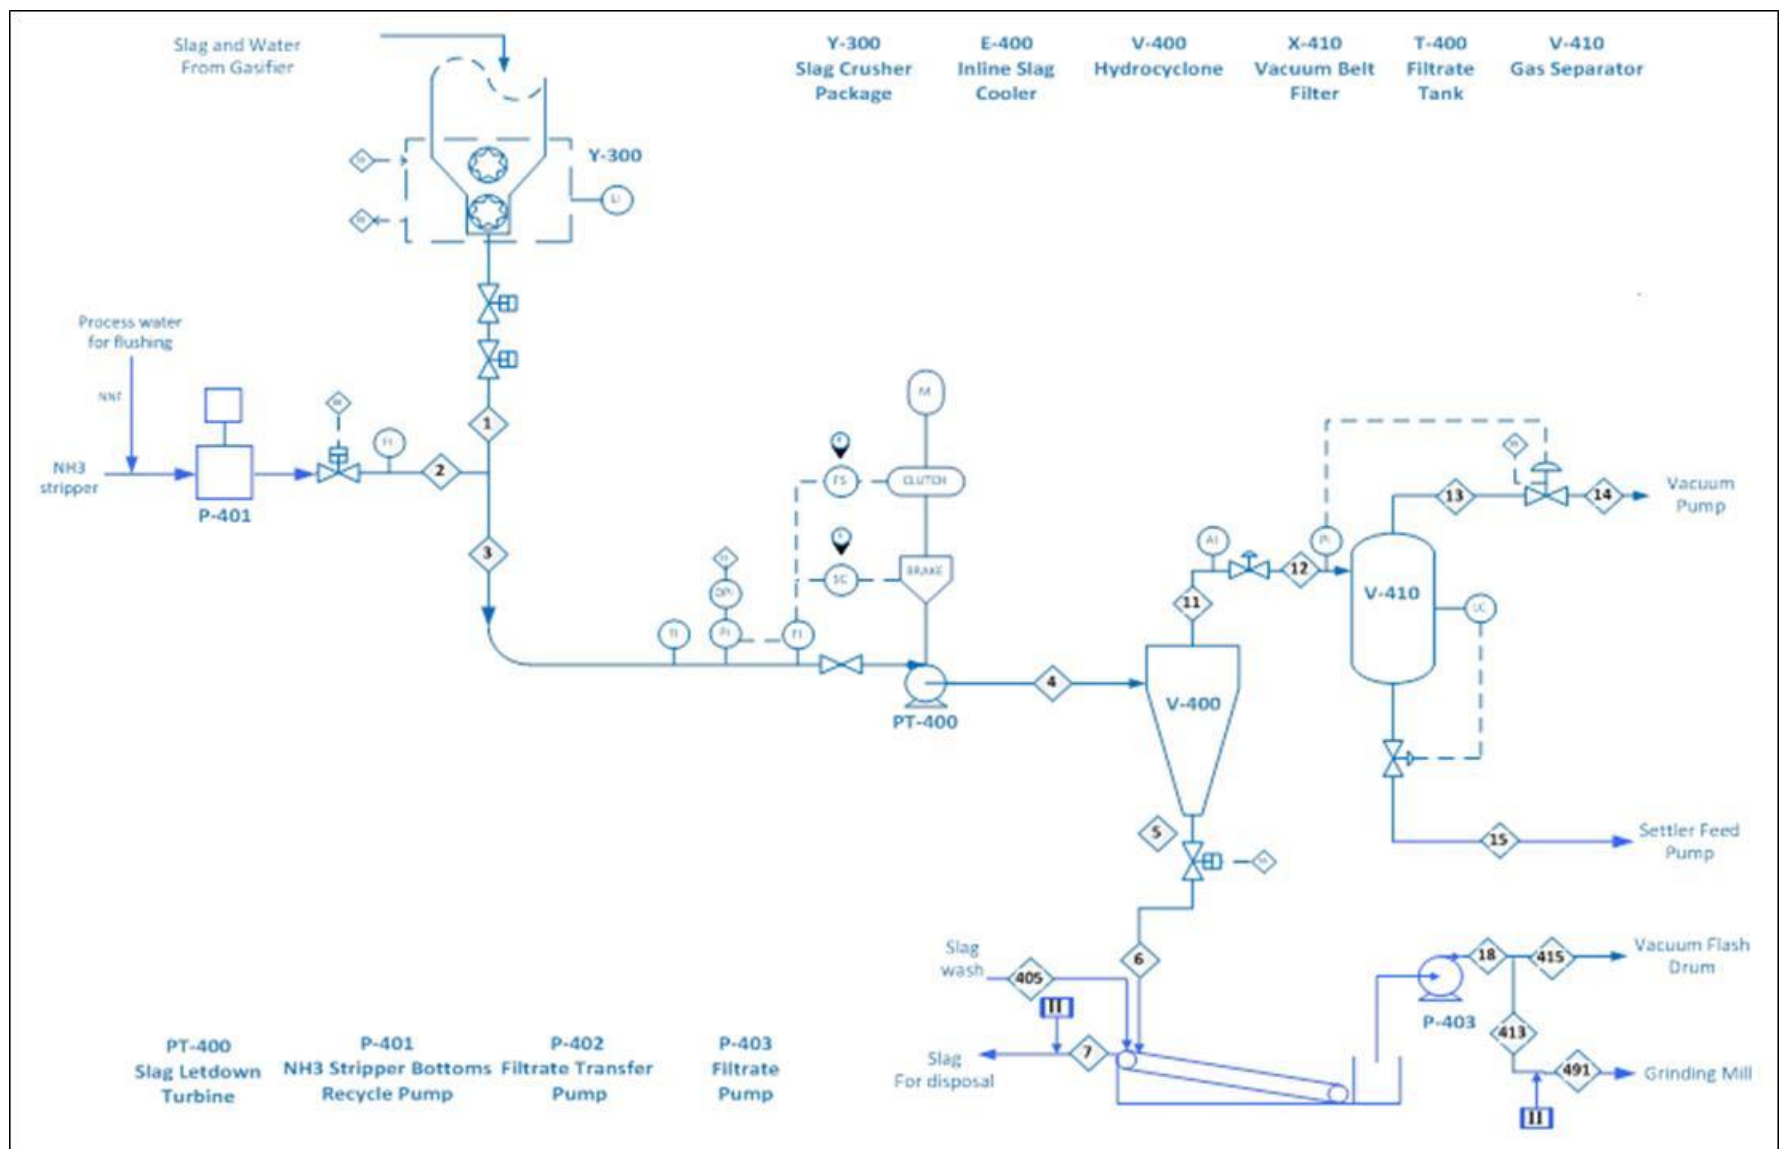 Slag and Water
From Gasifier
Y-300
Slag Crusher
Package
E-400
Inline Slag
Cooler
V-400
Hydrocyclone
X-410
Vacuum Belt
Filter
T-400
Filtrate
Tank
V-410
Gas Separator
Y-300
LI
Process water
for flushing
NNF
NH3
stripper
P-401
FI
1
2
3
M
FS
CLUTCH
SC
BRAKE
TI
DPI
PI
FI
PT-400
4
V-400
5
11
AI
12
PI
V-410
LC
13
14
Vacuum
Pump
15
Settler Feed
Pump
6
Slag
wash
405
II
7
Slag
For disposal
P-403
18
415
Vacuum Flash
Drum
413
491
Grinding Mill
II
PT-400
Slag Letdown
Turbine
P-401
NH3 Stripper Bottoms
Recycle Pump
P-402
Filtrate Transfer
Pump
P-403
Filtrate
Pump